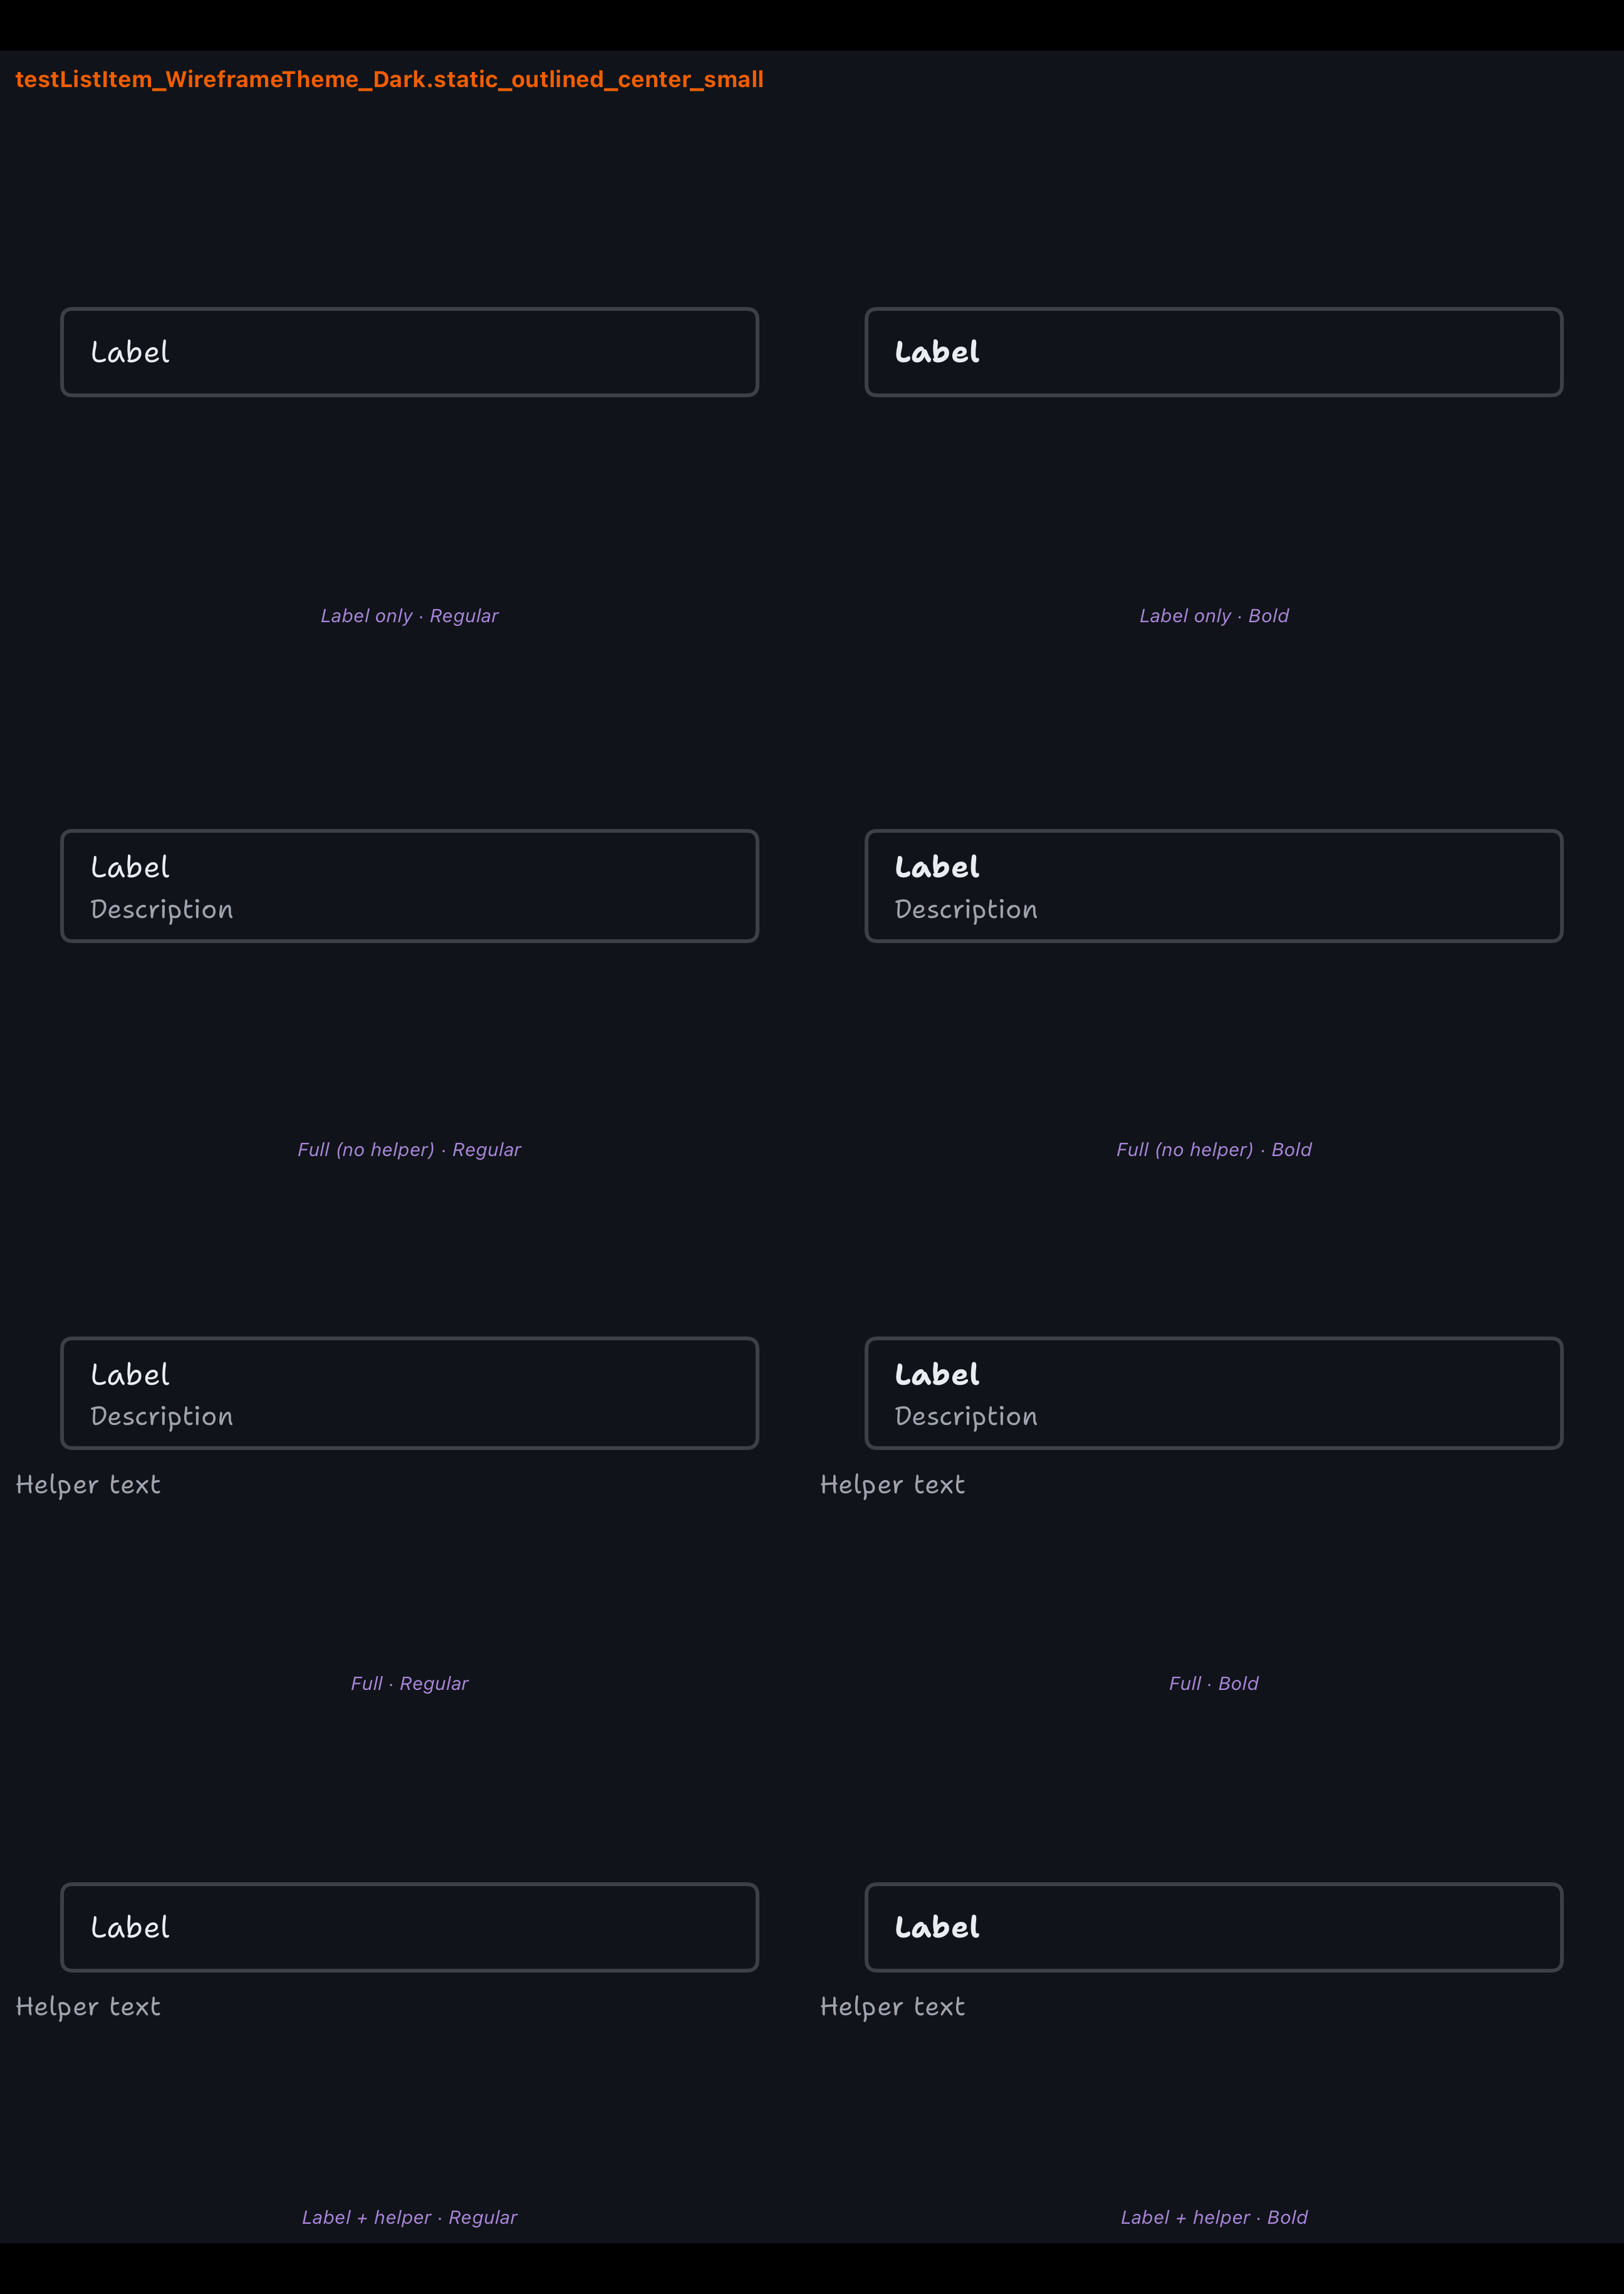 testListItem_WireframeTheme_Dark.static_outlined_center_small
Label
Label
Label only · Regular
Label only · Bold
Label
Description
Label
Description
Full (no helper) · Regular
Full (no helper) · Bold
Label
Description
Helper text
Label
Description
Helper text
Full · Regular
Full · Bold
Label
Helper text
Label
Helper text
Label + helper · Regular
Label + helper · Bold